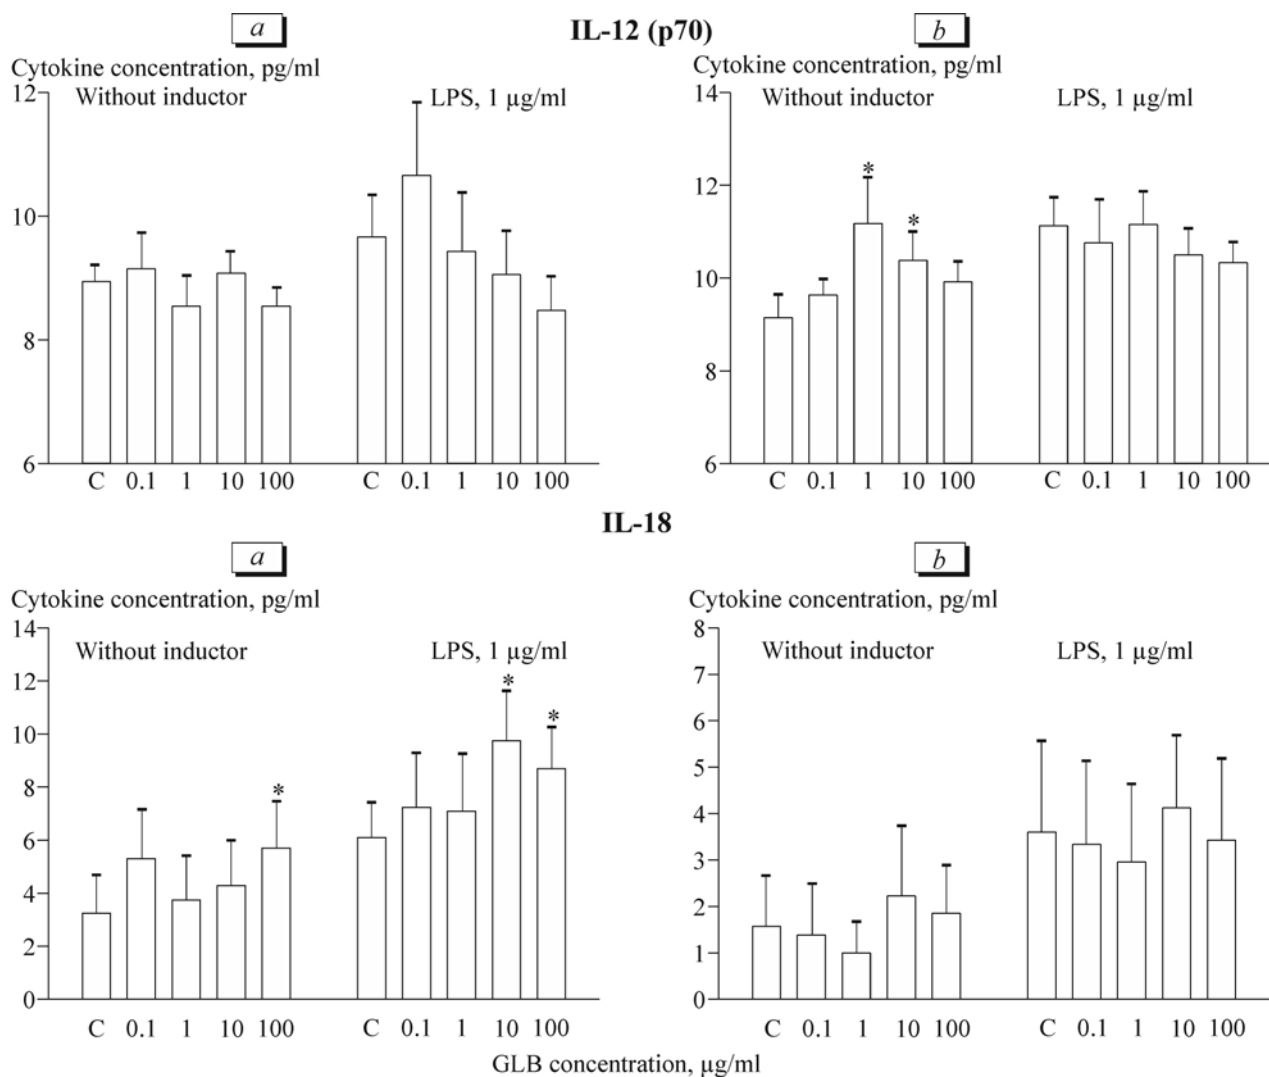 IL-12 (p70)
a
Cytokine concentration, pg/ml
Without inductor
LPS, 1 µg/ml
12
10
8
6
C 0.1 1 10 100
C 0.1 1 10 100
b
Cytokine concentration, pg/ml
Without inductor
LPS, 1 µg/ml
14
12
10
8
6
* *
C 0.1 1 10 100
C 0.1 1 10 100
IL-18
a
Cytokine concentration, pg/ml
Without inductor
LPS, 1 µg/ml
14
12
10
8
6
4
2
0
*
* *
C 0.1 1 10 100
C 0.1 1 10 100
b
Cytokine concentration, pg/ml
Without inductor
LPS, 1 µg/ml
8
7
6
5
4
3
2
1
0
C 0.1 1 10 100
C 0.1 1 10 100
GLB concentration, µg/ml